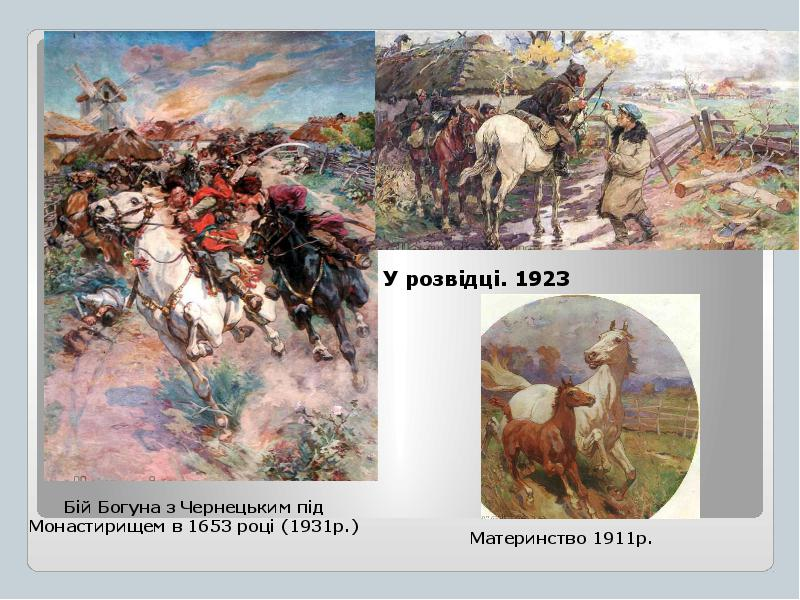 У розвідці. 1923
Бій Богуна з Чернецьким під
Монастирищем в 1653 році (1931р.)
Материнство 1911р.